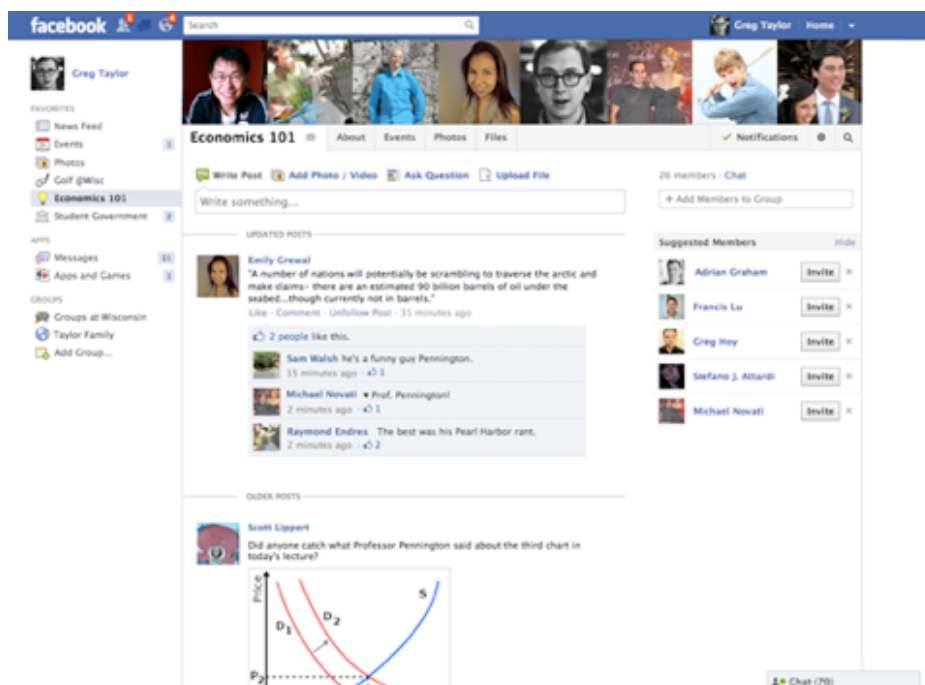 facebook 1 4 Search Greg Taylor Home
Greg Taylor
FAVORITES
News Feed
Events 1
Photos
Golf @Wisc
Economics 101
Student Government 2
APPS
Messages 11
Apps and Games 1
GROUPS
Groups at Wisconsin
Taylor Family
Add Group...
Economics 101 About Events Photos Files ✓ Notifications
Write Post Add Photo / Video Ask Question Upload File
Write something...
UPDATED POSTS
Emily Grewal
"A number of nations will potentially be scrambling to traverse the arctic and
make claims- there are an estimated 90 billion barrels of oil under the
seabed...though currently not in barrels."
Like · Comment · Unfollow Post · 31 minutes ago
2 people like this.
Sam Walsh he's a funny guy Pennington.
15 minutes ago · 1
Michael Novati ♥ Prof. Pennington!
2 minutes ago · 1
Raymond Endres The best was his Pearl Harbor rant.
2 minutes ago · 2
OLDER POSTS
Scott Lippert
Did anyone catch what Professor Pennington said about the third chart in
today's lecture?
Price
S
D2
D1
P2
26 members · Chat
+ Add Members to Group
Suggested Members Hide
Adrian Graham Invite ×
Francis Lu Invite ×
Greg Hoy Invite ×
Stefano J. Attardi Invite ×
Michael Novati Invite ×
Chat (70)